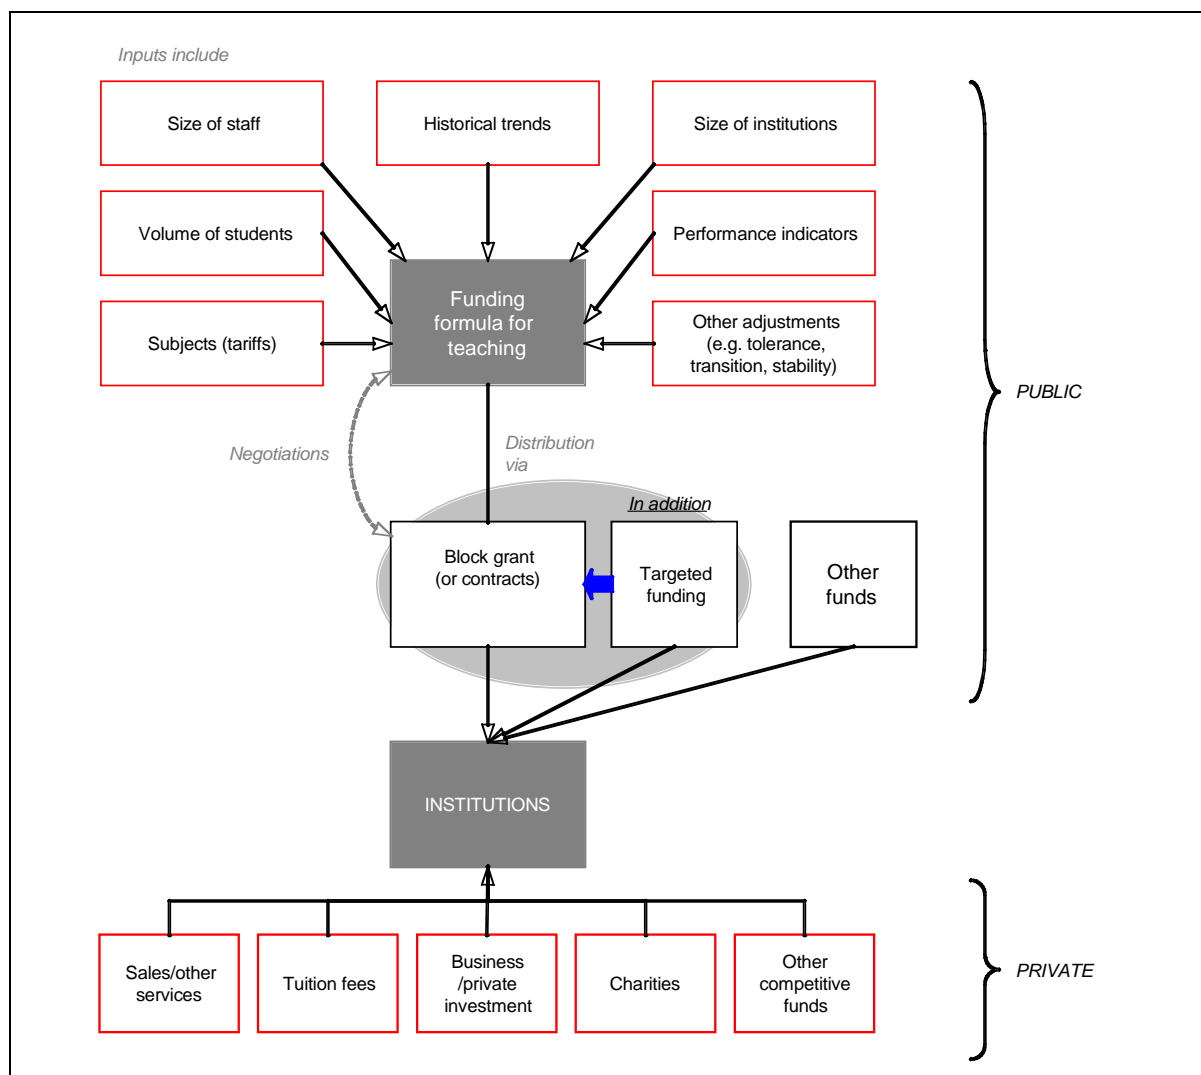 Inputs include
Size of staff
Historical trends
Size of institutions
Volume of students
Performance indicators
Funding
formula for
teaching
Subjects (tariffs)
Other adjustments
(e.g. tolerance,
transition, stability)
PUBLIC
Negotiations
Distribution
via
In addition
Block grant
(or contracts)
Targeted
funding
Other
funds
INSTITUTIONS
Sales/other
services
Tuition fees
Business
/private
investment
Charities
Other
competitive
funds
PRIVATE